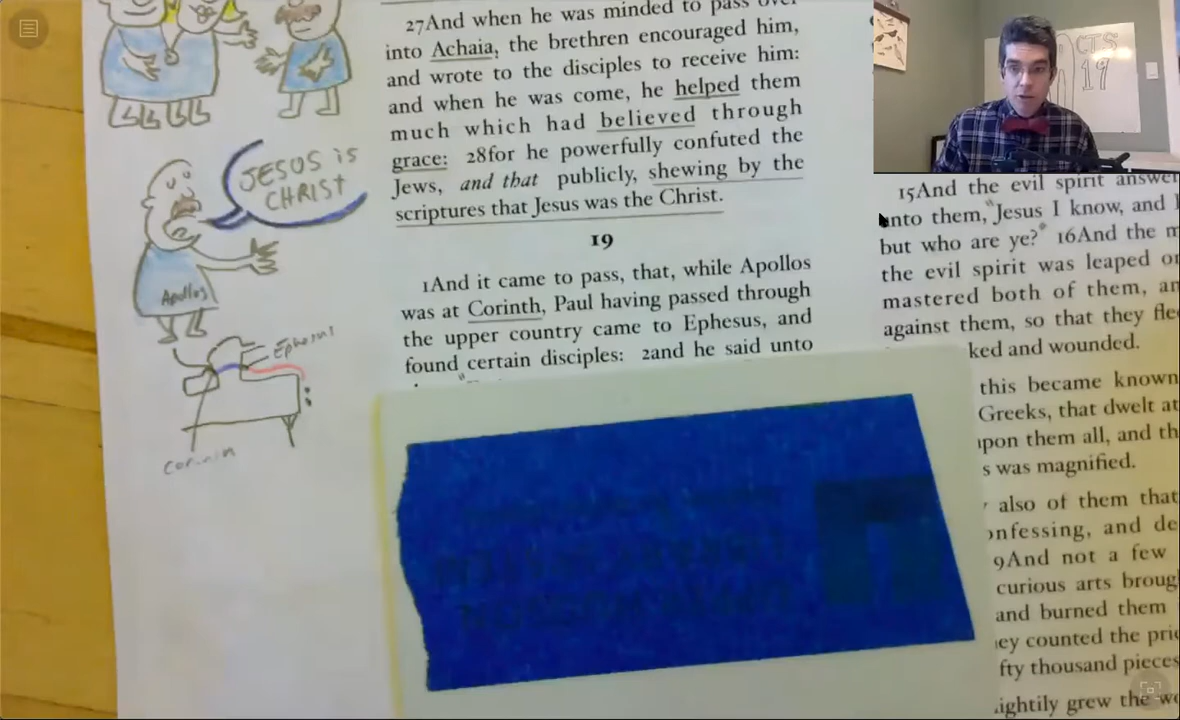 27And when he was minded to pass over
into Achaia, the brethren encouraged him,
and wrote to the disciples to receive him:
and when he was come, he helped them
much which had believed through
grace: 28for he powerfully confuted the
Jews, and that publicly, shewing by the
scriptures that Jesus was the Christ.
19
1And it came to pass, that, while Apollos
was at Corinth, Paul having passed through
the upper country came to Ephesus, and
found certain disciples: 2and he said unto
JESUS is
CHRIST
Apollos
Ephesus
Corinth
CTS
19
15And the evil spirit answer
unto them, "Jesus I know, and
but who are ye?" 16And the m
the evil spirit was leaped on
mastered both of them, an
against them, so that they fle
ked and wounded.
this became known
Greeks, that dwelt at
upon them all, and th
s was magnified.
also of them that
onfessing, and de
9And not a few
curious arts broug
and burned them
ey counted the pric
fty thousand pieces
ightily grew the wo